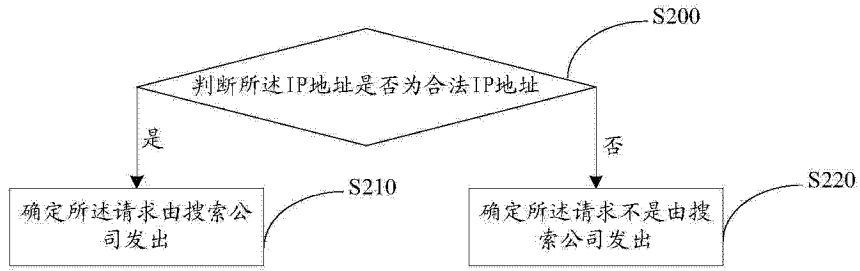 S200
判断所述IP地址是否为合法IP地址
是
否
S210
S220
确定所述请求由搜索公
司发出
确定所述请求不是由搜
索公司发出